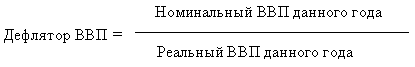 Номинальный ВВП данного года
Дефлятор ВВП =
Реальный ВВП данного года